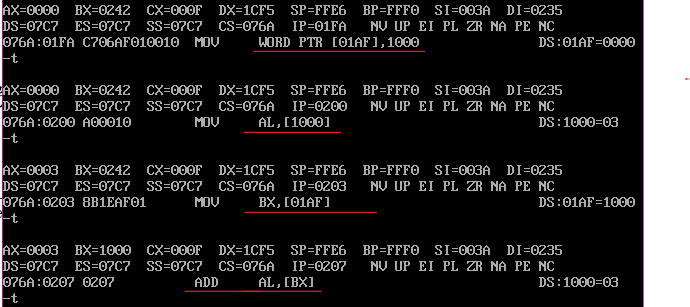 AX=0000 BX=0242 CX=000F DX=1CF5 SP=FFE6 BP=FFF0 SI=003A DI=0235
DS=07C7 ES=07C7 SS=07C7 CS=076A IP=01FA NV UP EI PL ZR NA PE NC
076A:01FA C706AF010010 MOV WORD PTR [01AF],1000 DS:01AF=0000
-t
AX=0000 BX=0242 CX=000F DX=1CF5 SP=FFE6 BP=FFF0 SI=003A DI=0235
DS=07C7 ES=07C7 SS=07C7 CS=076A IP=0200 NV UP EI PL ZR NA PE NC
076A:0200 A00010 MOV AL,[1000] DS:1000=03
-t
AX=0003 BX=0242 CX=000F DX=1CF5 SP=FFE6 BP=FFF0 SI=003A DI=0235
DS=07C7 ES=07C7 SS=07C7 CS=076A IP=0203 NV UP EI PL ZR NA PE NC
076A:0203 8B1EAF01 MOV BX,[01AF] DS:01AF=1000
-t
AX=0003 BX=1000 CX=000F DX=1CF5 SP=FFE6 BP=FFF0 SI=003A DI=0235
DS=07C7 ES=07C7 SS=07C7 CS=076A IP=0207 NV UP EI PL ZR NA PE NC
076A:0207 0207 ADD AL,[BX] DS:1000=03
-t